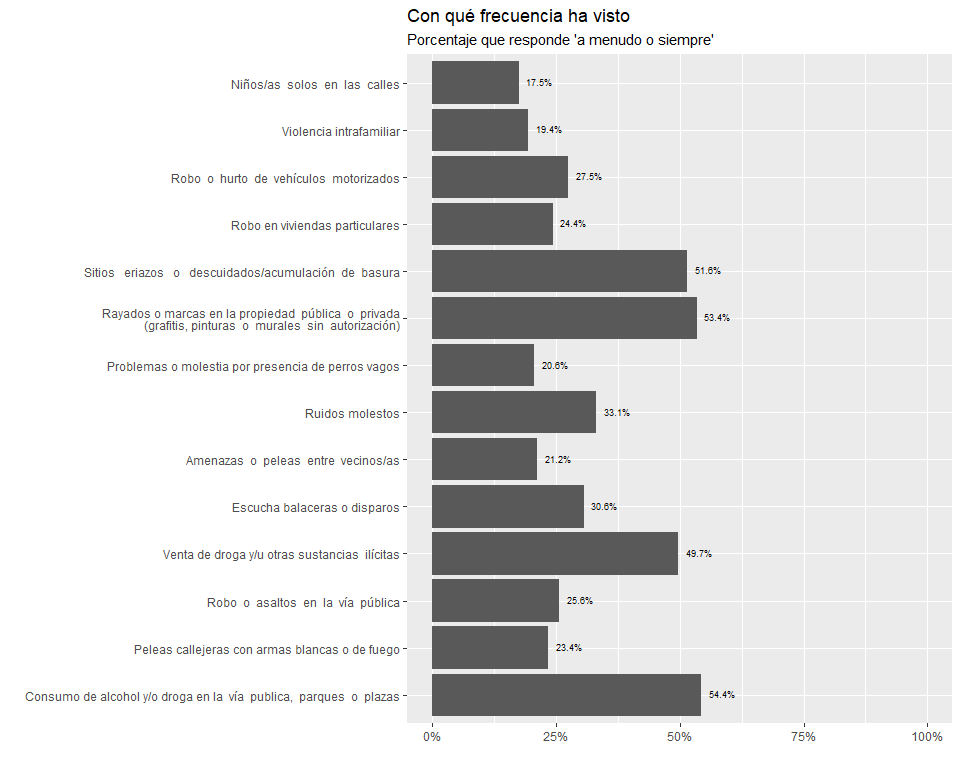 Con qué frecuencia ha visto
Porcentaje que responde 'a menudo o siempre'
Niños/as solos en las calles
17.5%
Violencia intrafamiliar
19.4%
Robo o hurto de vehículos motorizados
27.5%
Robo en viviendas particulares
24.4%
Sitios eriazos o descuidados/acumulación de basura
51.6%
Rayados o marcas en la propiedad pública o privada
(grafitis, pinturas o murales sin autorización)
53.4%
Problemas o molestia por presencia de perros vagos
20.6%
Ruidos molestos
33.1%
Amenazas o peleas entre vecinos/as
21.2%
Escucha balaceras o disparos
30.6%
Venta de droga y/u otras sustancias ilícitas
49.7%
Robo o asaltos en la vía pública
25.6%
Peleas callejeras con armas blancas o de fuego
23.4%
Consumo de alcohol y/o droga en la vía publica, parques o plazas
54.4%
0% 25% 50% 75% 100%